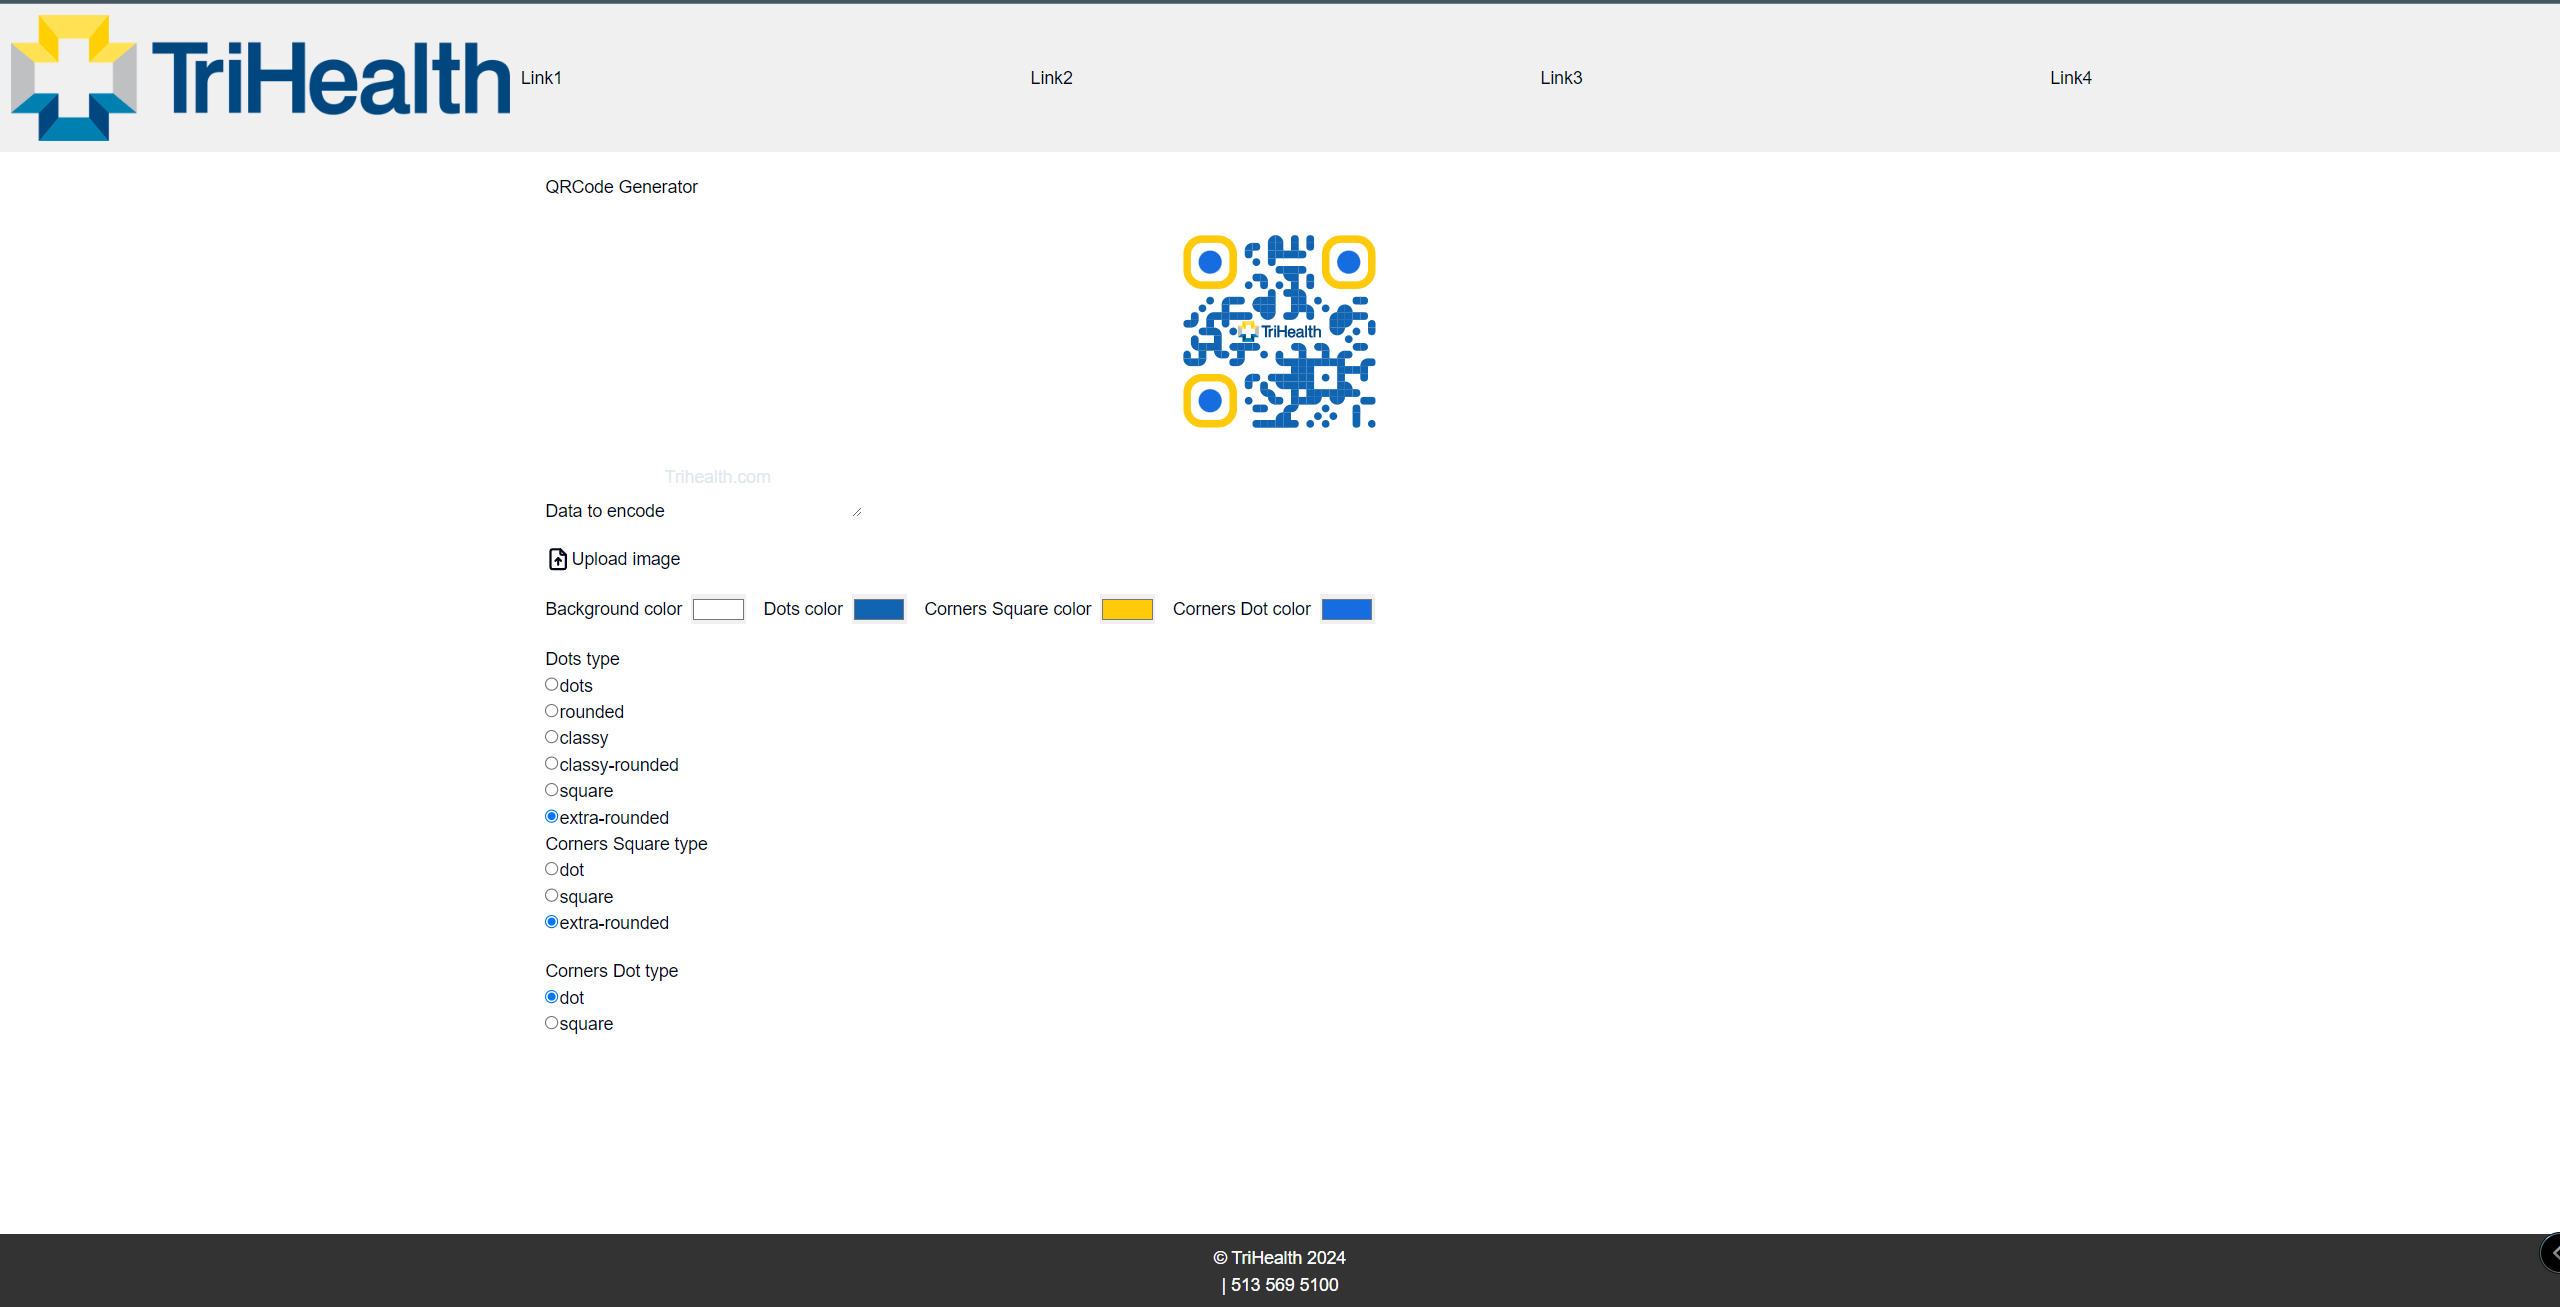 TriHealth Link1 Link2 Link3 Link4
QRCode Generator
TriHealth
Trihealth.com
Data to encode
Upload image
Background color Dots color Corners Square color Corners Dot color
Dots type
dots
rounded
classy
classy-rounded
square
extra-rounded
Corners Square type
dot
square
extra-rounded
Corners Dot type
dot
square
© TriHealth 2024
| 513 569 5100